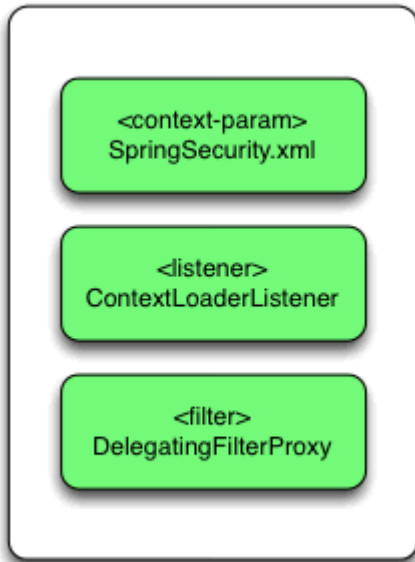 <context-param>
SpringSecurity.xml
<listener>
ContextLoaderListener
<filter>
DelegatingFilterProxy